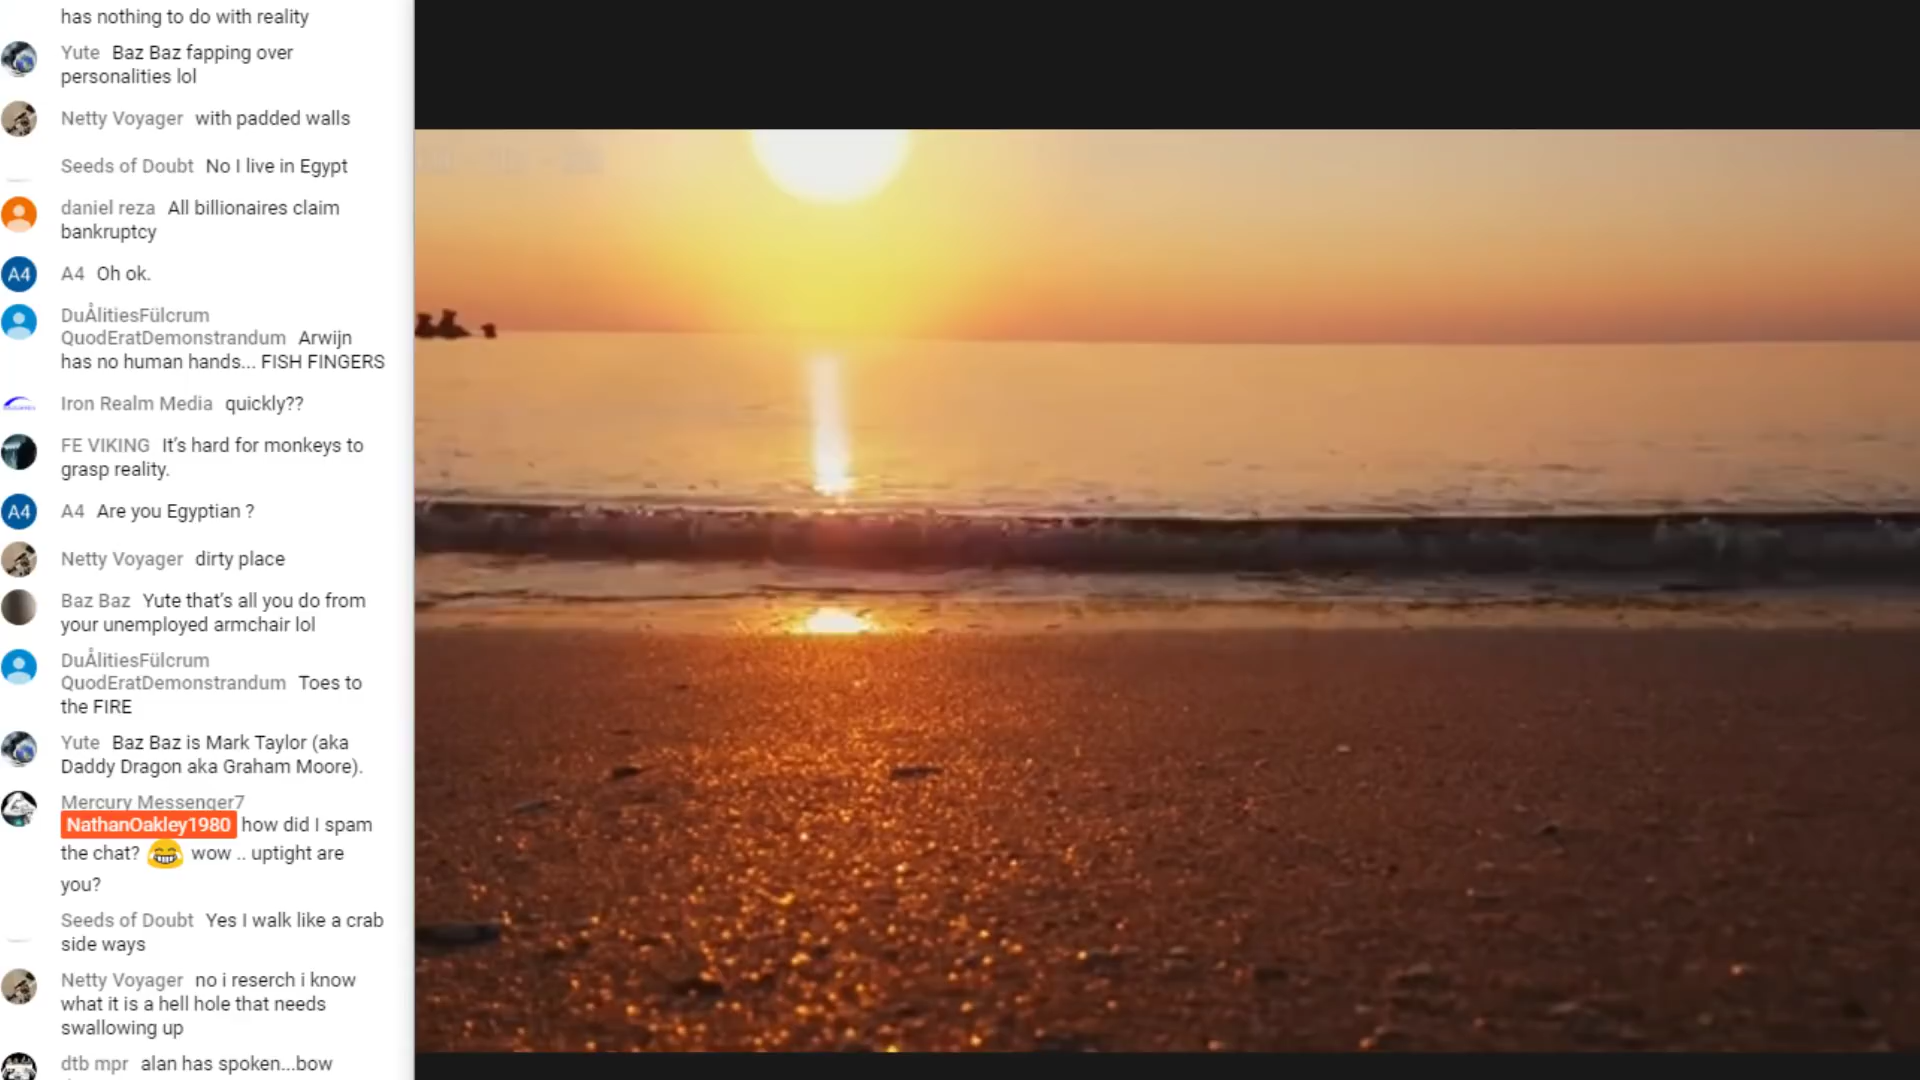 has nothing to do with reality
Yute Baz Baz fapping over
personalities lol
Netty Voyager with padded walls
Seeds of Doubt No I live in Egypt
daniel reza All billionaires claim
bankruptcy
A4 A4 Oh ok.
DuÅlitiesFülcrum
QuodEratDemonstrandum Arwijn
has no human hands... FISH FINGERS
Iron Realm Media quickly??
FE VIKING It's hard for monkeys to
grasp reality.
A4 A4 Are you Egyptian ?
Netty Voyager dirty place
Baz Baz Yute that's all you do from
your unemployed armchair lol
DuÅlitiesFülcrum
QuodEratDemonstrandum Toes to
the FIRE
Yute Baz Baz is Mark Taylor (aka
Daddy Dragon aka Graham Moore).
Mercury Messenger7
NathanOakley1980 how did I spam
the chat? 😂 wow .. uptight are
you?
Seeds of Doubt Yes I walk like a crab
side ways
Netty Voyager no i reserch i know
what it is a hell hole that needs
swallowing up
dtb mpr alan has spoken...bow